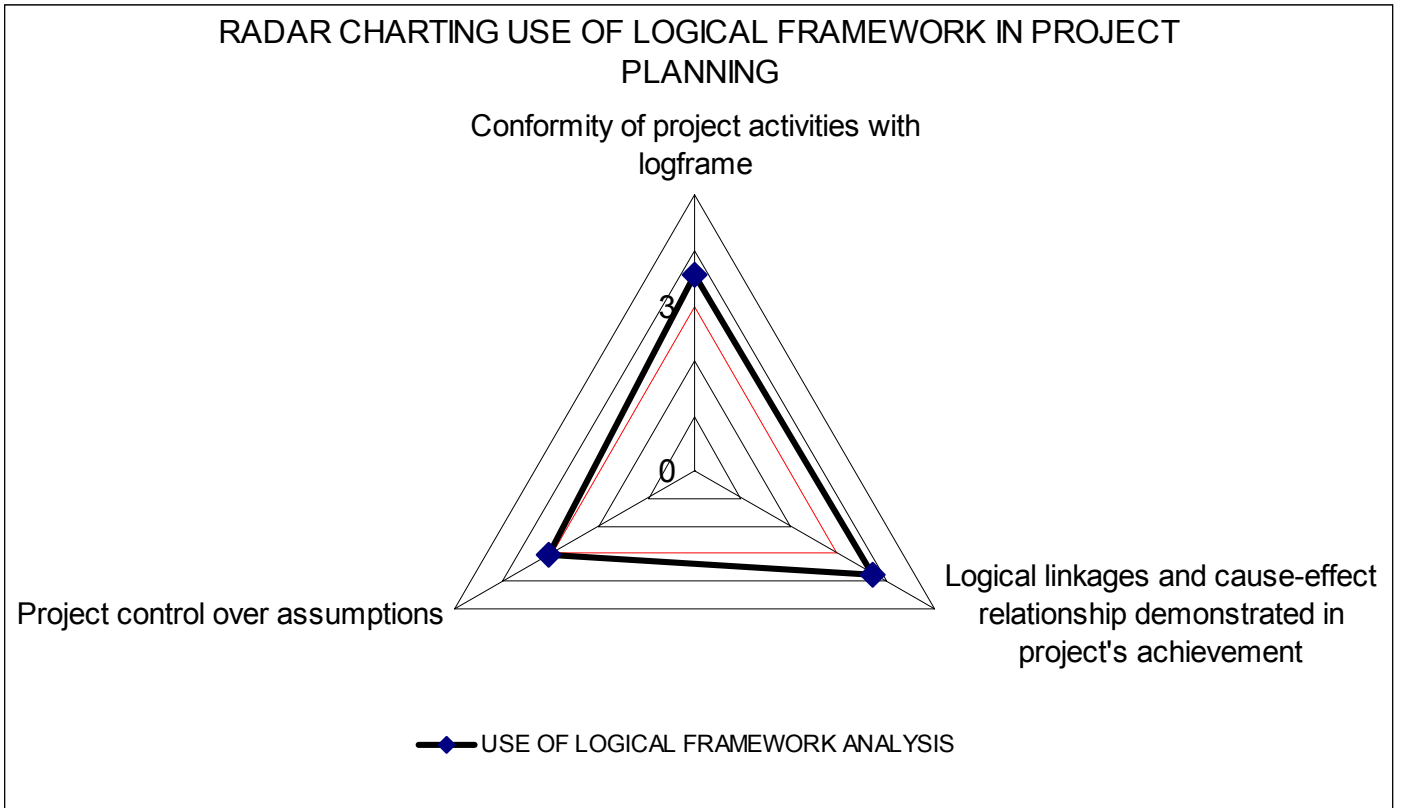 RADAR CHARTING USE OF LOGICAL FRAMEWORK IN PROJECT
PLANNING
Conformity of project activities with
logframe
3
0
Project control over assumptions
Logical linkages and cause-effect
relationship demonstrated in
project's achievement
USE OF LOGICAL FRAMEWORK ANALYSIS